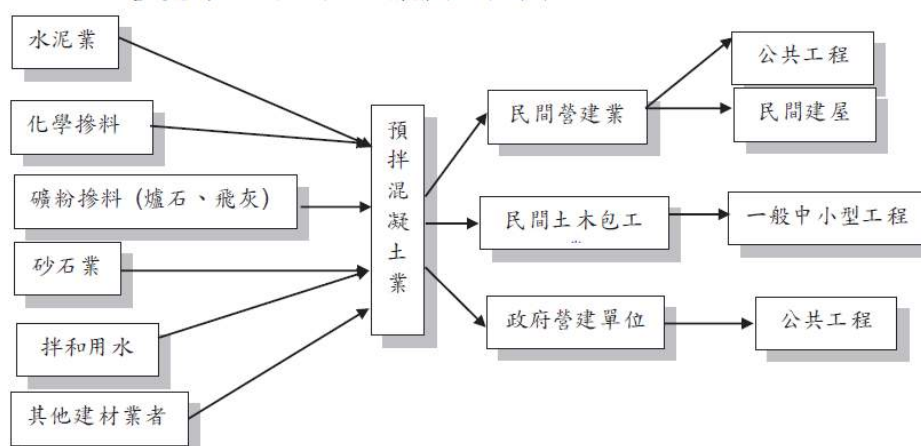 水泥業
化學摻料
礦粉摻料 (爐石、飛灰)
砂石業
拌和用水
其他建材業者
預拌混凝土業
民間營建業
民間土木包工
政府營建單位
公共工程
民間建屋
一般中小型工程
公共工程